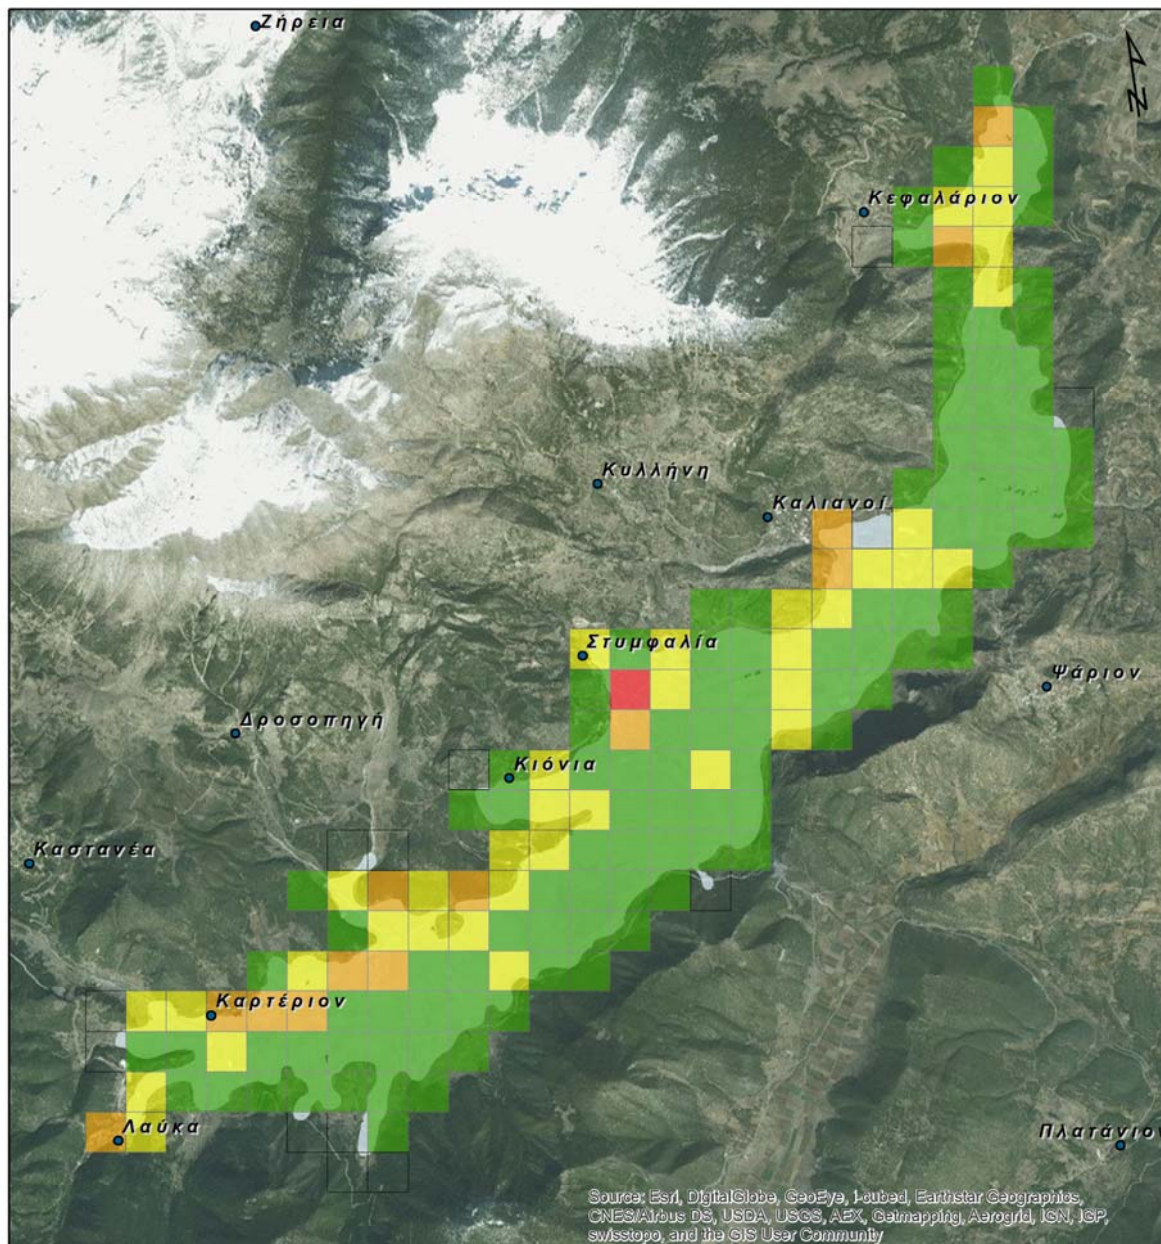 Ζήρεια
N
Κεφαλάριον
Κυλλήνη
Καλιανοί
Στυμφαλία
Ψάριον
Δροσοπηγή
Κιόνια
Καστανέα
Καρτέριον
Λαύκα
Πλατάνιον
Source: Esri, DigitalGlobe, GeoEye, i-cubed, Earthstar Geographics,
CNES/Airbus DS, USDA, USGS, AEX, Getmapping, Aerogrid, IGN, IGP,
swisstopo, and the GIS User Community